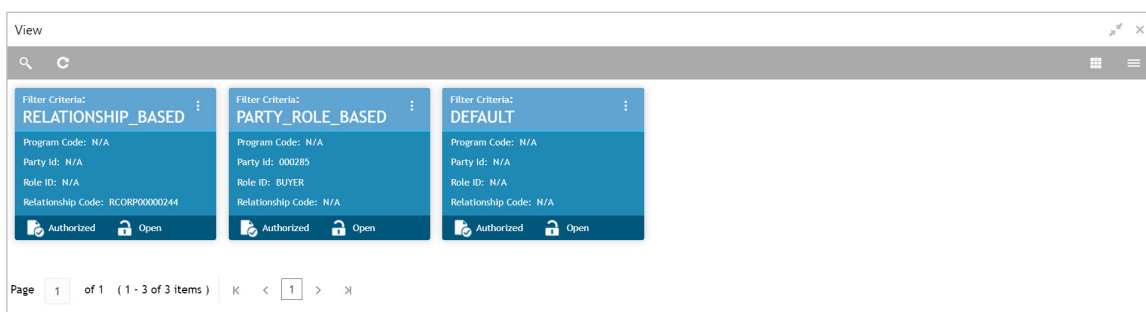 View
Filter Criteria:
RELATIONSHIP_BASED
Program Code: N/A
Party Id: N/A
Role ID: N/A
Relationship Code: RCORP00000244
Authorized Open
Filter Criteria:
PARTY_ROLE_BASED
Program Code: N/A
Party Id: 000285
Role ID: BUYER
Relationship Code: N/A
Authorized Open
Filter Criteria:
DEFAULT
Program Code: N/A
Party Id: N/A
Role ID: N/A
Relationship Code: N/A
Authorized Open
Page 1 of 1 (1 - 3 of 3 items) 1